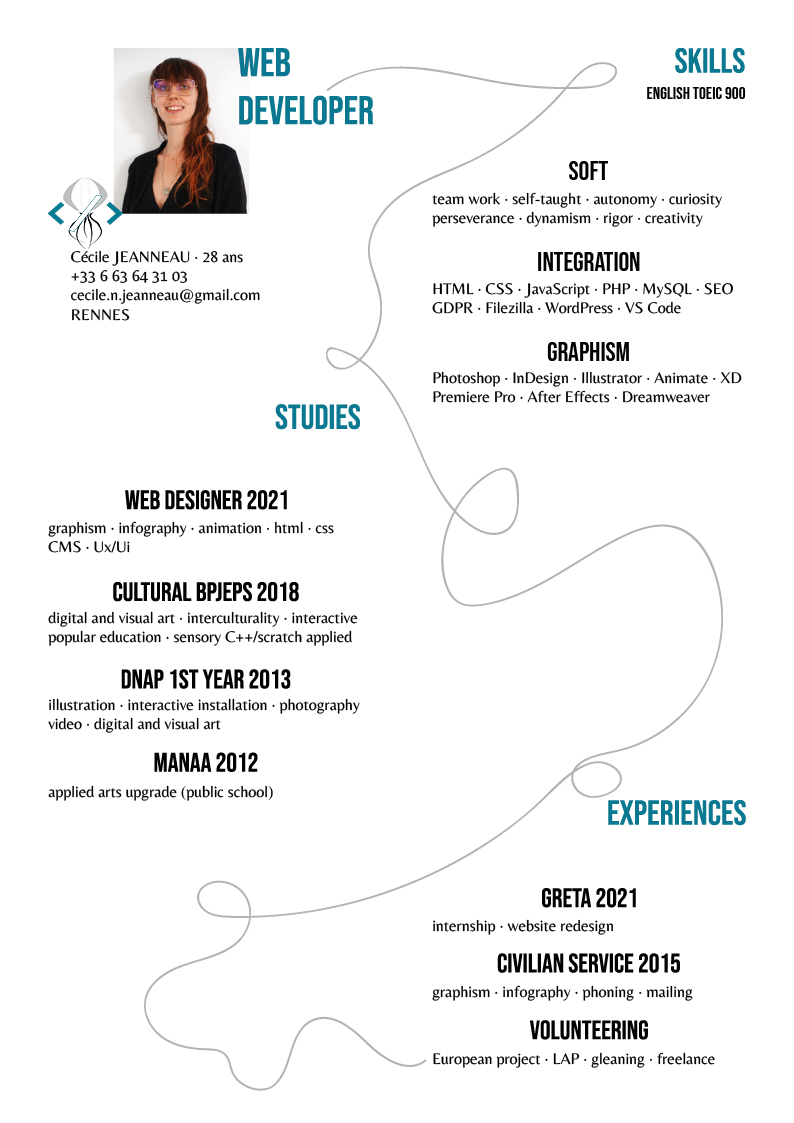 WEB
DEVELOPER
Cécile JEANNEAU · 28 ans
+33 6 63 64 31 03
cecile.n.jeanneau@gmail.com
RENNES
SKILLS
ENGLISH TOEIC 900
SOFT
team work · self-taught · autonomy · curiosity
perseverance · dynamism · rigor · creativity
INTEGRATION
HTML · CSS · JavaScript · PHP · MySQL · SEO
GDPR · Filezilla · WordPress · VS Code
GRAPHISM
Photoshop · InDesign · Illustrator · Animate · XD
Premiere Pro · After Effects · Dreamweaver
STUDIES
WEB DESIGNER 2021
graphism · infography · animation · html · css
CMS · Ux/Ui
CULTURAL BPJEPS 2018
digital and visual art · interculturality · interactive
popular education · sensory C++/scratch applied
DNAP 1ST YEAR 2013
illustration · interactive installation · photography
video · digital and visual art
MANAA 2012
applied arts upgrade (public school)
EXPERIENCES
GRETA 2021
internship · website redesign
CIVILIAN SERVICE 2015
graphism · infography · phoning · mailing
VOLUNTEERING
European project · LAP · gleaning · freelance